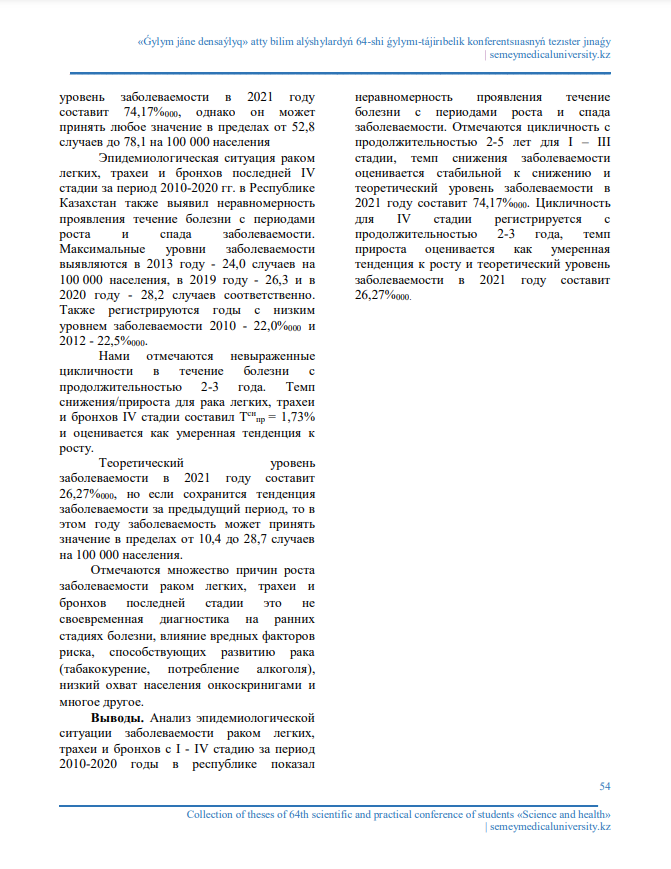 «Ǵylym jáne densaýlyq» atty bilim alýshylardyń 64-shi ǵylymı-tájirıbelik konferentsııasnyń tezıster jınaǵy
| semeymedicaluniversity.kz
уровень заболеваемости в 2021 году
составит 74,17%ооо, однако он может
принять любое значение в пределах от 52,8
случаев до 78,1 на 100 000 населения
Эпидемиологическая ситуация раком
легких, трахеи и бронхов последней IV
стадии за период 2010-2020 гг. в Республике
Казахстан также выявил неравномерность
проявления течение болезни с периодами
роста и спада заболеваемости.
Максимальные уровни заболеваемости
выявляются в 2013 году - 24,0 случаев на
100 000 населения, в 2019 году - 26,3 и в
2020 году - 28,2 случаев соответственно.
Также регистрируются годы с низким
уровнем заболеваемости 2010 - 22,0%ооо и
2012 - 22,5%ооо.
Нами отмечаются невыраженные
цикличности в течение болезни с
продолжительностью 2-3 года. Темп
снижения/прироста для рака легких, трахеи
и бронхов IV стадии составил Тсн пр = 1,73%
и оценивается как умеренная тенденция к
росту.
Теоретический уровень
заболеваемости в 2021 году составит
26,27%ооо, но если сохранится тенденция
заболеваемости за предыдущий период, то в
этом году заболеваемость может принять
значение в пределах от 10,4 до 28,7 случаев
на 100 000 населения.
Отмечаются множество причин роста
заболеваемости раком легких, трахеи и
бронхов последней стадии это не
своевременная диагностика на ранних
стадиях болезни, влияние вредных факторов
риска, способствующих развитию рака
(табакокурение, потребление алкоголя),
низкий охват населения онкоскринигами и
многое другое.
Выводы. Анализ эпидемиологической
ситуации заболеваемости раком легких,
трахеи и бронхов с I - IV стадию за период
2010-2020 годы в республике показал
неравномерность проявления течение
болезни с периодами роста и спада
заболеваемости. Отмечаются цикличность с
продолжительностью 2-5 лет для I – III
стадии, темп снижения заболеваемости
оценивается стабильной к снижению и
теоретический уровень заболеваемости в
2021 году составит 74,17%ооо. Цикличность
для IV стадии регистрируется с
продолжительностью 2-3 года, темп
прироста оценивается как умеренная
тенденция к росту и теоретический уровень
заболеваемости в 2021 году составит
26,27%ооо.
54
Collection of theses of 64th scientific and practical conference of students «Science and health»
| semeymedicaluniversity.kz